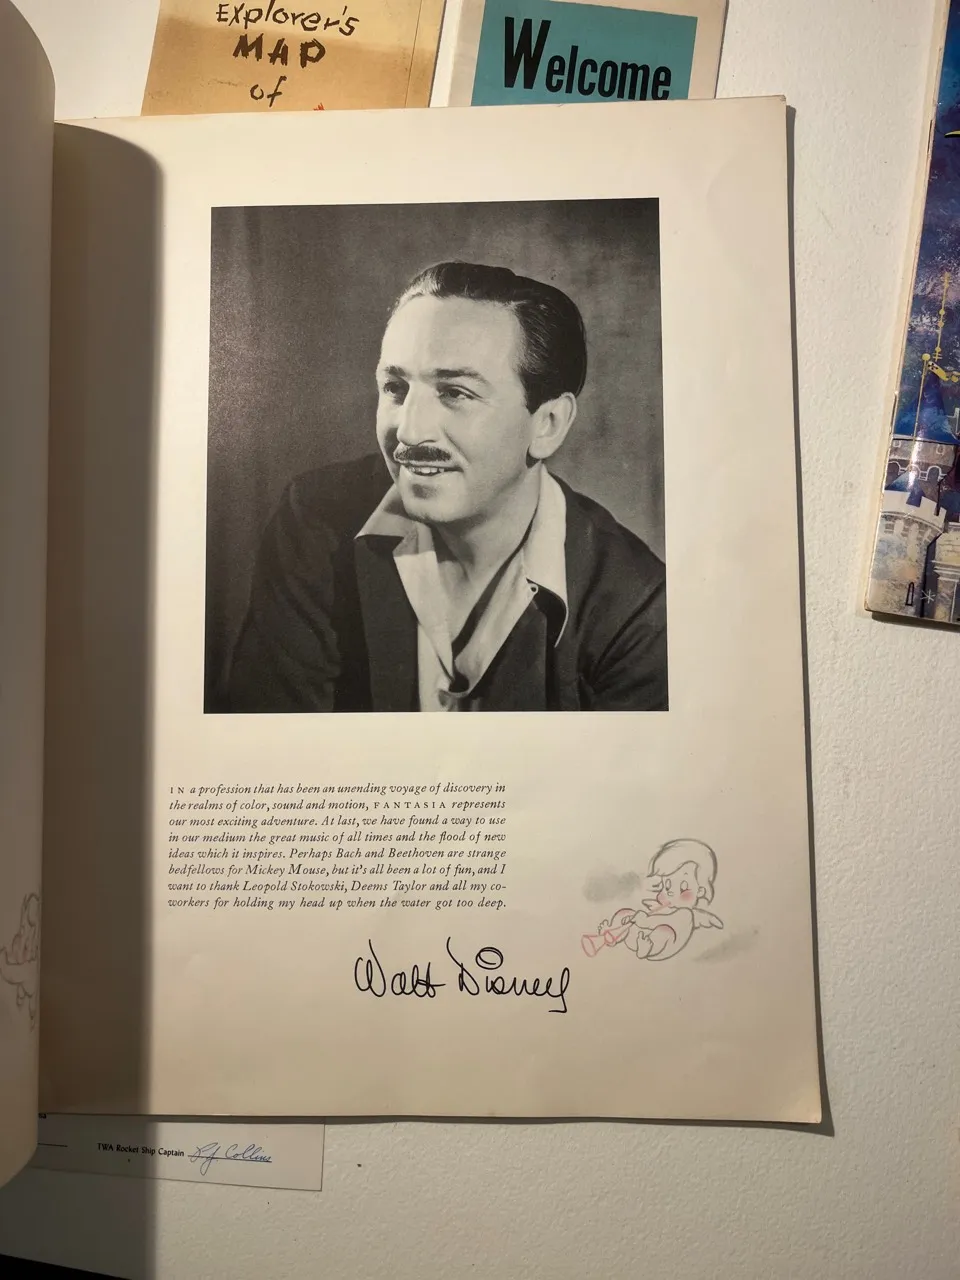 Explorer's
MAP
of
Welcome
IN a profession that has been an unending voyage of discovery in
the realms of color, sound and motion, FANTASIA represents
our most exciting adventure. At last, we have found a way to use
in our medium the great music of all times and the flood of new
ideas which it inspires. Perhaps Bach and Beethoven are strange
bedfellows for Mickey Mouse, but it's all been a lot of fun, and I
want to thank Leopold Stokowski, Deems Taylor and all my co-
workers for holding my head up when the water got too deep.
Walt Disney
TWA Rocket Ship Captain
Collins